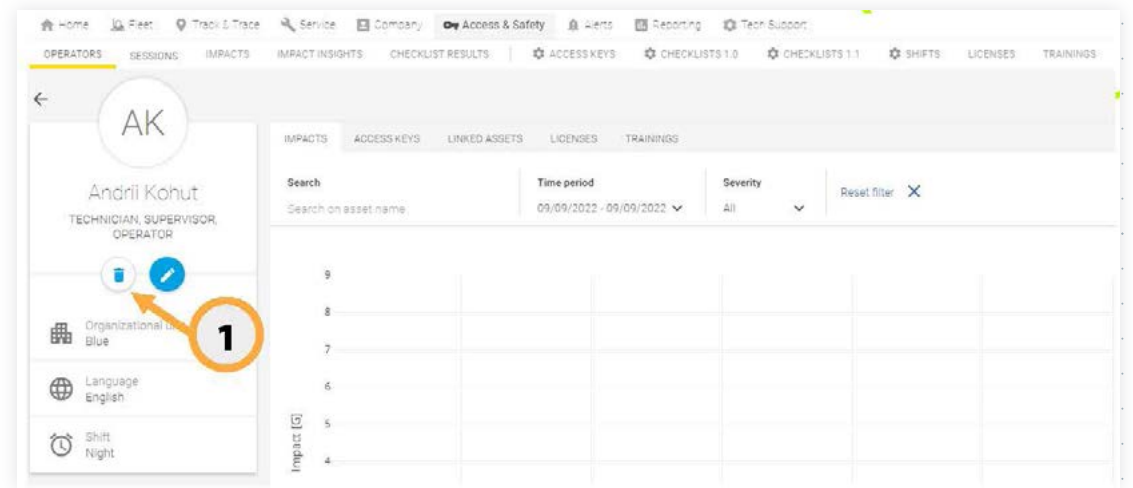 Home Fleet Track & Trace Service Company Access & Safety Alerts Reporting Tech Support
OPERATORS SESSIONS IMPACTS IMPACT INSIGHTS CHECKLIST RESULTS ACCESS KEYS CHECKLISTS 1.0 CHECKLISTS 1.1 SHIFTS LICENSES TRAININGS
AK
Andrii Kohut
TECHNICIAN, SUPERVISOR,
OPERATOR
1
Organizational
Blue
Language
English
Shift
Night
IMPACTS ACCESS KEYS LINKED ASSETS LICENSES TRAININGS
Search
Search on asset name
Time period
09/09/2022 - 09/09/2022
Severity
All
Reset filter
9
8
7
6
5
4
Impact [G]